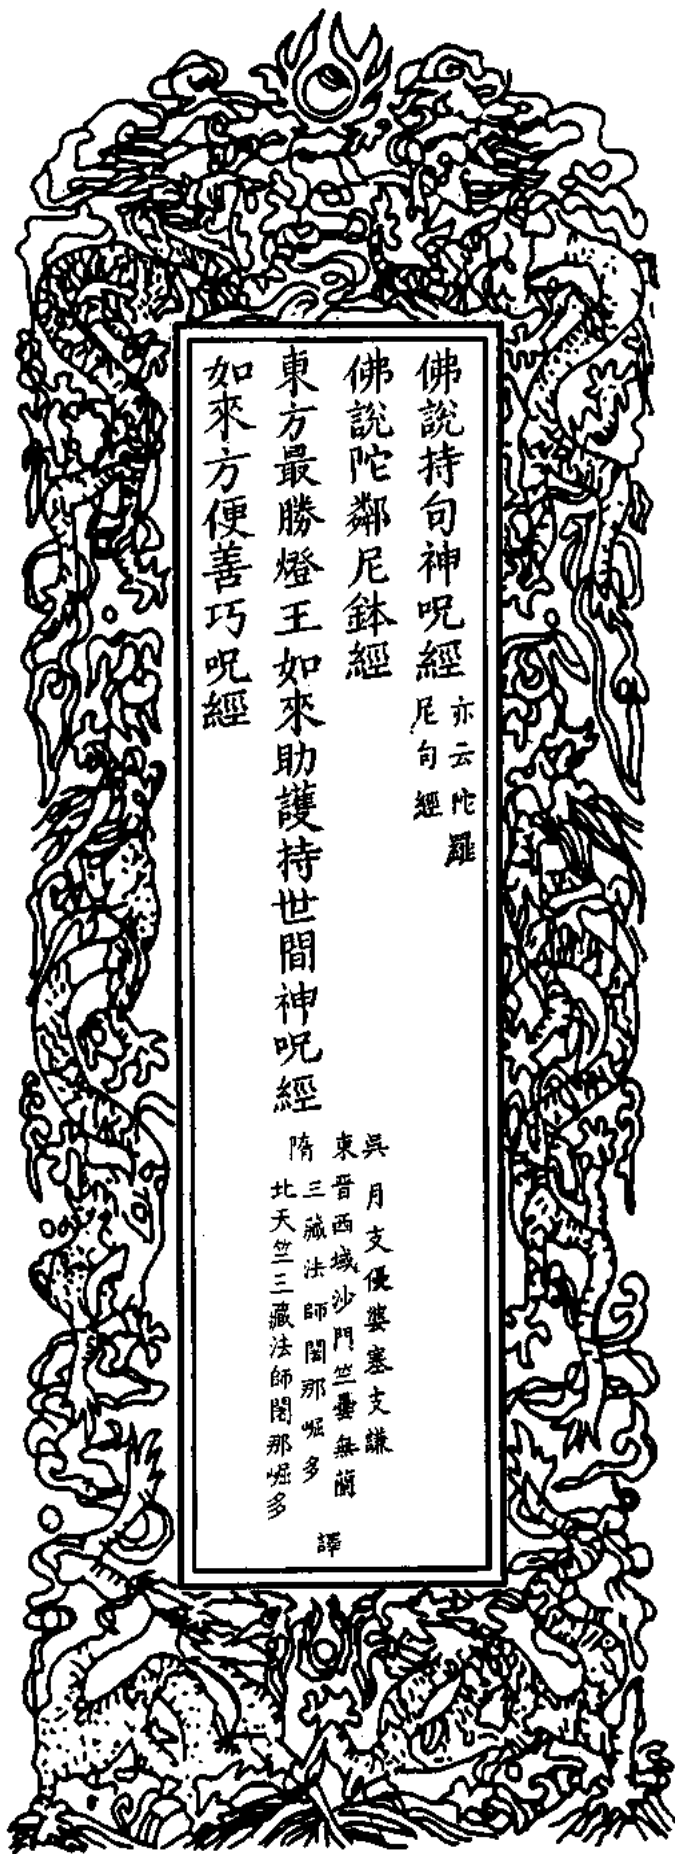 佛說持句神呪經
亦云陀羅
尼句經
佛說陀鄰尼鉢經
東方最勝燈王如來助護持世間神呪經
如來方便善巧呪經
吳月支優婆塞支謙
東晉西域沙門竺曇無蘭
隋三藏法師闍那崛多
北天竺三藏法師闍那崛多
譯